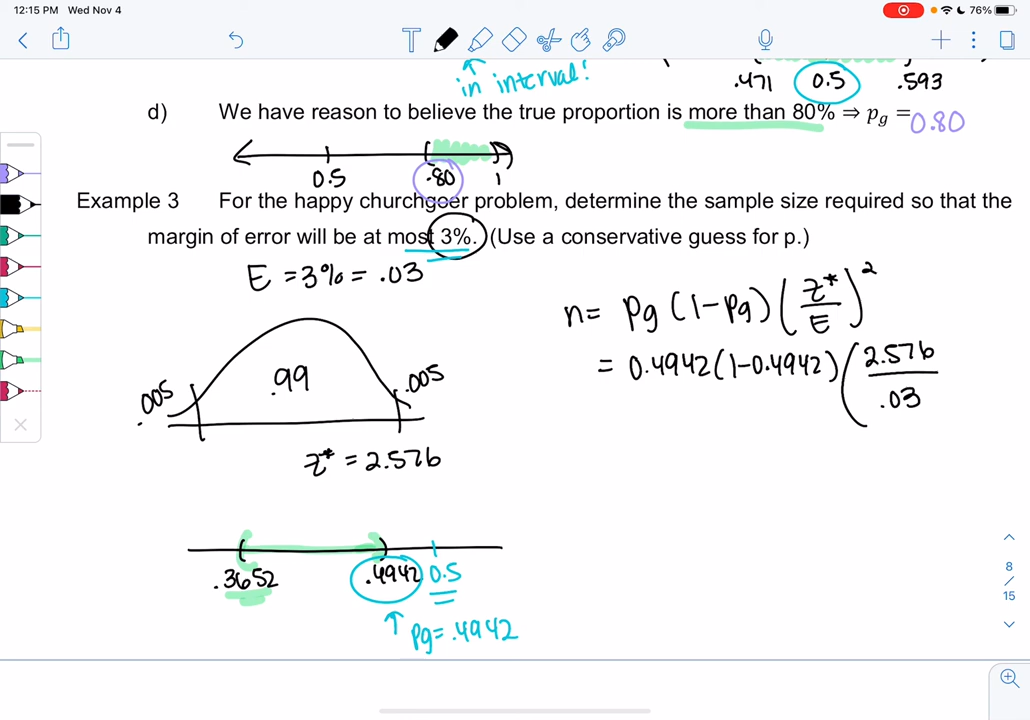 12:15 PM Wed Nov 4
76%
T
in interval!
.471 0.5 .593
d) We have reason to believe the true proportion is more than 80% ⇒ pg = 0.80
0.5 .80 1
Example 3 For the happy churchgoer problem, determine the sample size required so that the
margin of error will be at most 3%. (Use a conservative guess for p.)
E = 3% = .03
n = pg (1-pg) (z*/E)²
= 0.4942(1-0.4942)(2.576/.03
.005 .99 .005
z* = 2.576
.3652 .4942 0.5
pg = .4942
8
/
15